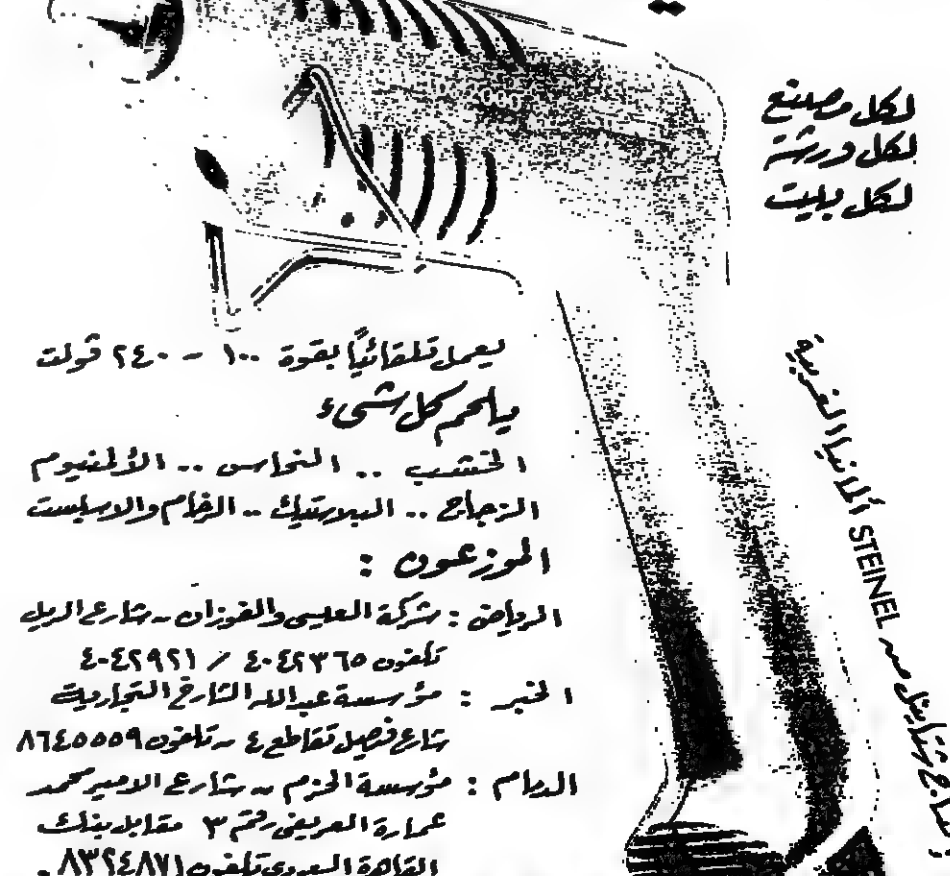 لكل مصنع
لكل ورشة
لكل بيت
يعمل تلقائياً بقوة ١٠٠ - ٢٤٠ فولت
يلحم كل شيء
الخشب .. النحاس .. الألمنيوم
الزجاج .. البلاستيك .. الرخام والاسبست
الموزعون :
الرياض : شركة العليسي والفوزان - شارع الريل
تلفون ٤٠٤٢٣٦٥ / ٤٠٤٢٩٢١
الخبر : مؤسسة عبدالله الشارخ التجارية
شارع فيصل تقاطع ٤ - تلفون ٨٦٤٥٥٥٩
الدمام : مؤسسة الحزم - شارع الامير محمد
عمارة العريفي رقم ٣ مقابل بنك
القاهرة السعودي تلفون ٨٣٢٤٨٧١
شتاينل STEINEL ألمانيا الغربية